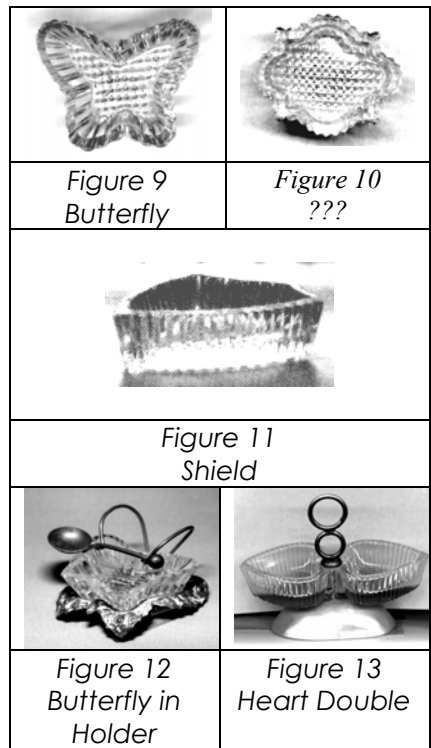 Figure 9
Butterfly
Figure 10
???
Figure 11
Shield
Figure 12
Butterfly in
Holder
Figure 13
Heart Double